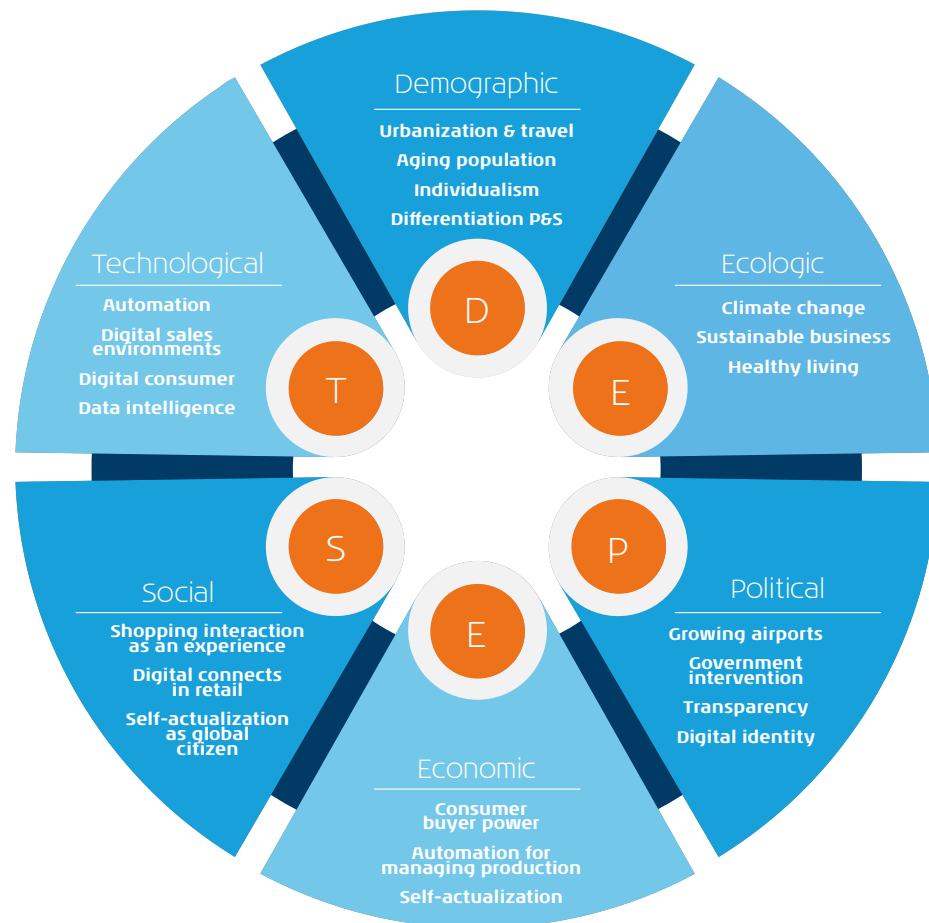 Demographic
Urbanization & travel
Aging population
Individualism
Differentiation P&S
D
Ecologic
Climate change
Sustainable business
Healthy living
E
Political
Growing airports
Government
intervention
Transparency
Digital identity
P
Economic
Consumer
buyer power
Automation for
managing production
Self-actualization
E
Social
Shopping interaction
as an experience
Digital connects
in retail
Self-actualization
as global
citizen
S
Technological
Automation
Digital sales
environments
Digital consumer
Data intelligence
T